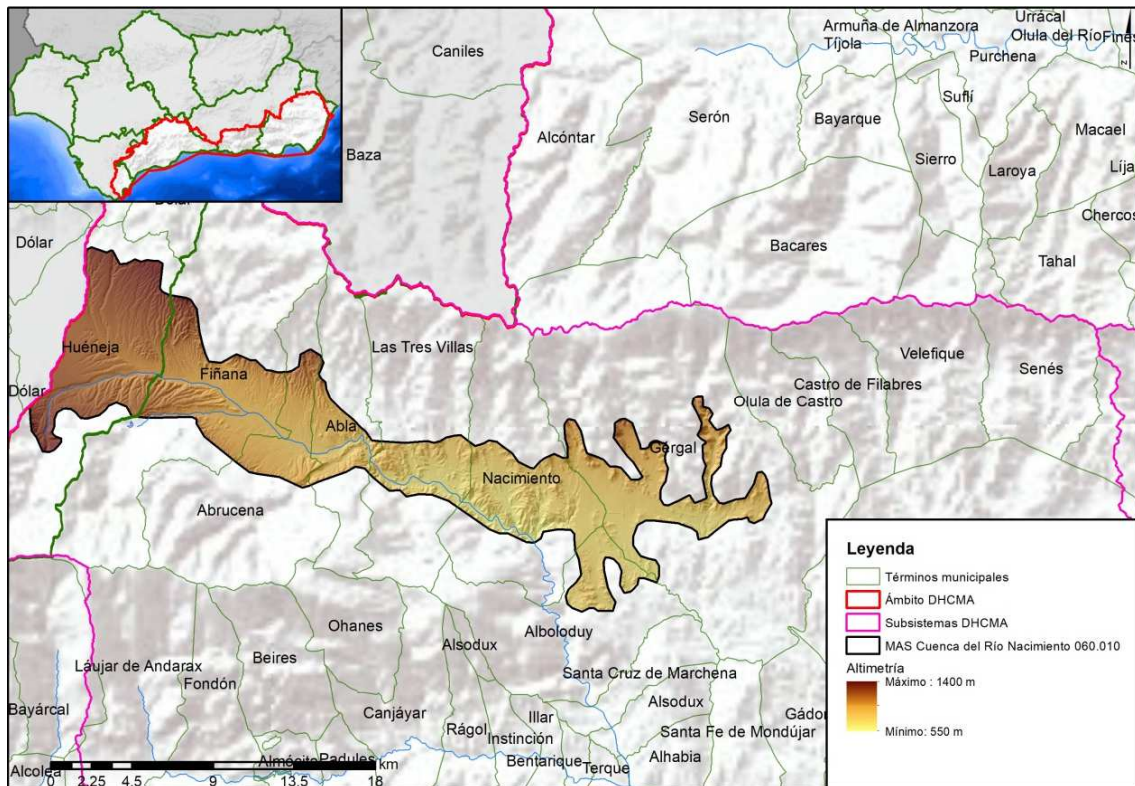 Urrácal
Armuña de Almanzora
Olula del Río
Fines
Tíjola
Purchena
Caniles
Suflí
Serón
Bayarque
Macael
Alcóntar
Baza
Sierro
Laroya
Líja
Chercos
Dólar
Dólar
Bacares
Tahal
Huéneja
Las Tres Villas
Velefique
Fiñana
Senés
Dólar
Castro de Filabres
Olula de Castro
Abla
Gérgal
Nacimiento
Abrucena
Ohanes
Alboloduy
Alsodux
Beires
Láujar de Andarax
Santa Cruz de Marchena
Fondón
Alsodux
Bayárcal
Canjáyar
Illar
Gádor
Rágol
Santa Fe de Mondújar
Instinción
Alhabia
Almócita
Padules
Bentarique
Terque
Alcolea
0 2.25 4.5 9 13.5 18
km
z
Leyenda
Términos municipales
Ámbito DHCMA
Subsistemas DHCMA
MAS Cuenca del Río Nacimiento 060.010
Altimetría
Máximo : 1400 m
Mínimo: 550 m